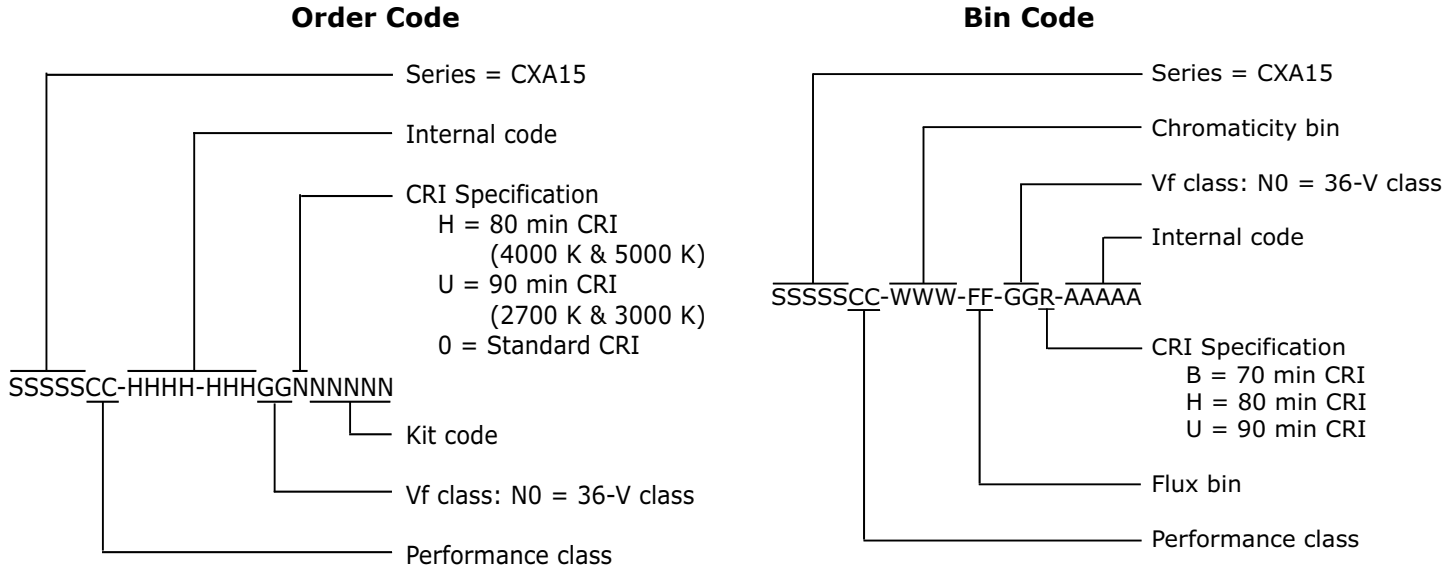 Order Code
Series = CXA15
Internal code
CRI Specification
H = 80 min CRI
(4000 K & 5000 K)
U = 90 min CRI
(2700 K & 3000 K)
0 = Standard CRI
SSSSSCC-HHHH-HHHGGNNNNNN
Kit code
Vf class: N0 = 36-V class
Performance class
Bin Code
Series = CXA15
Chromaticity bin
Vf class: N0 = 36-V class
Internal code
SSSSSCC-WWW-FF-GGR-AAAAA
CRI Specification
B = 70 min CRI
H = 80 min CRI
U = 90 min CRI
Flux bin
Performance class